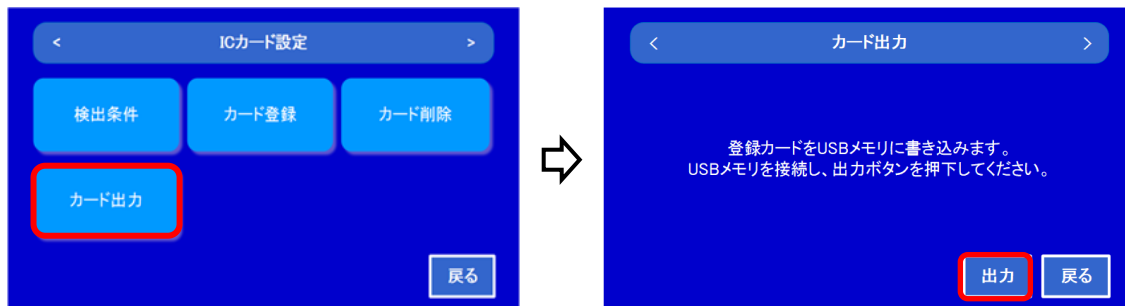 < ICカード設定 >
検出条件 カード登録 カード削除
カード出力
戻る
< カード出力 >
登録カードをUSBメモリに書き込みます。
USBメモリを接続し、出力ボタンを押下してください。
出力 戻る